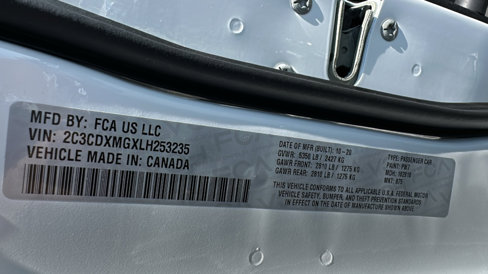 MFD BY: FCA US LLC
VIN: 2C3CDXMGXLH253235
VEHICLE MADE IN: CANADA
DATE OF MFR (BUILT): 10-20
GVWR: 5350 LB / 2427 KG
GAWR FRONT: 2810 LB / 1275 KG
GAWR REAR: 2810 LB / 1275 KG
TYPE: PASSENGER CAR
PAINT: PW7
MDH:
MKT:
THIS VEHICLE CONFORMS TO ALL APPLICABLE U.S.A. FEDERAL MOTOR
VEHICLE SAFETY, BUMPER, AND THEFT PREVENTION STANDARDS
IN EFFECT ON THE DATE OF MANUFACTURE SHOWN ABOVE.